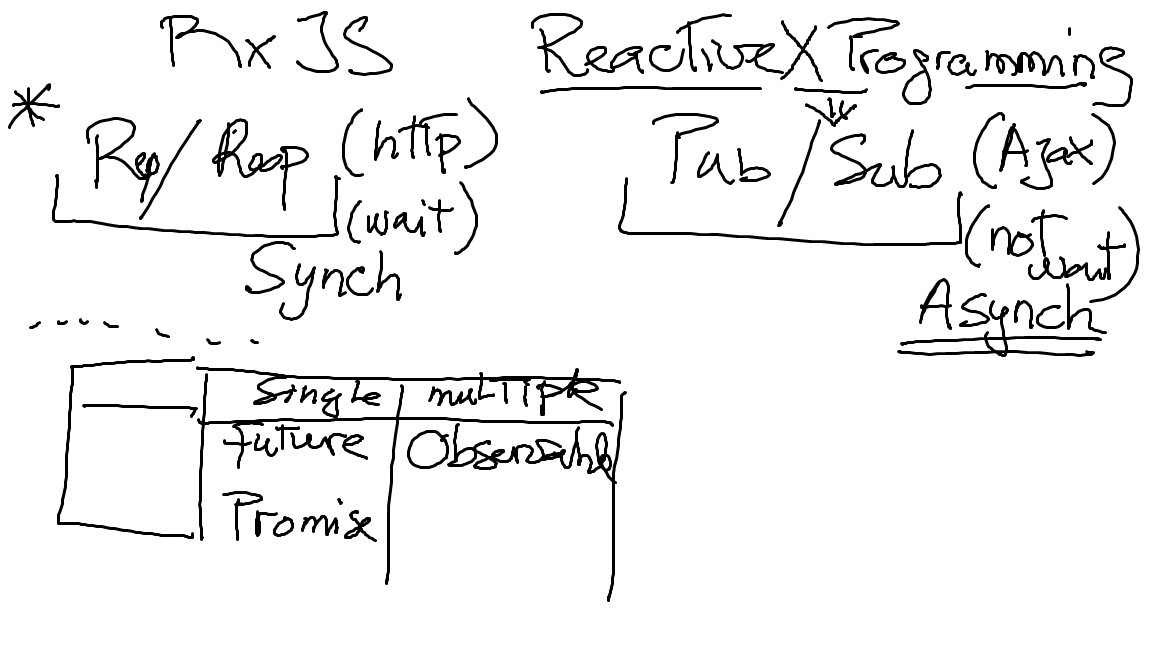 RxJS ReactiveX Programming
* Req/Resp (http) Pub/Sub (Ajax)
(wait) (not wait)
Synch Asynch
Single multiple
Future Observable
Promise